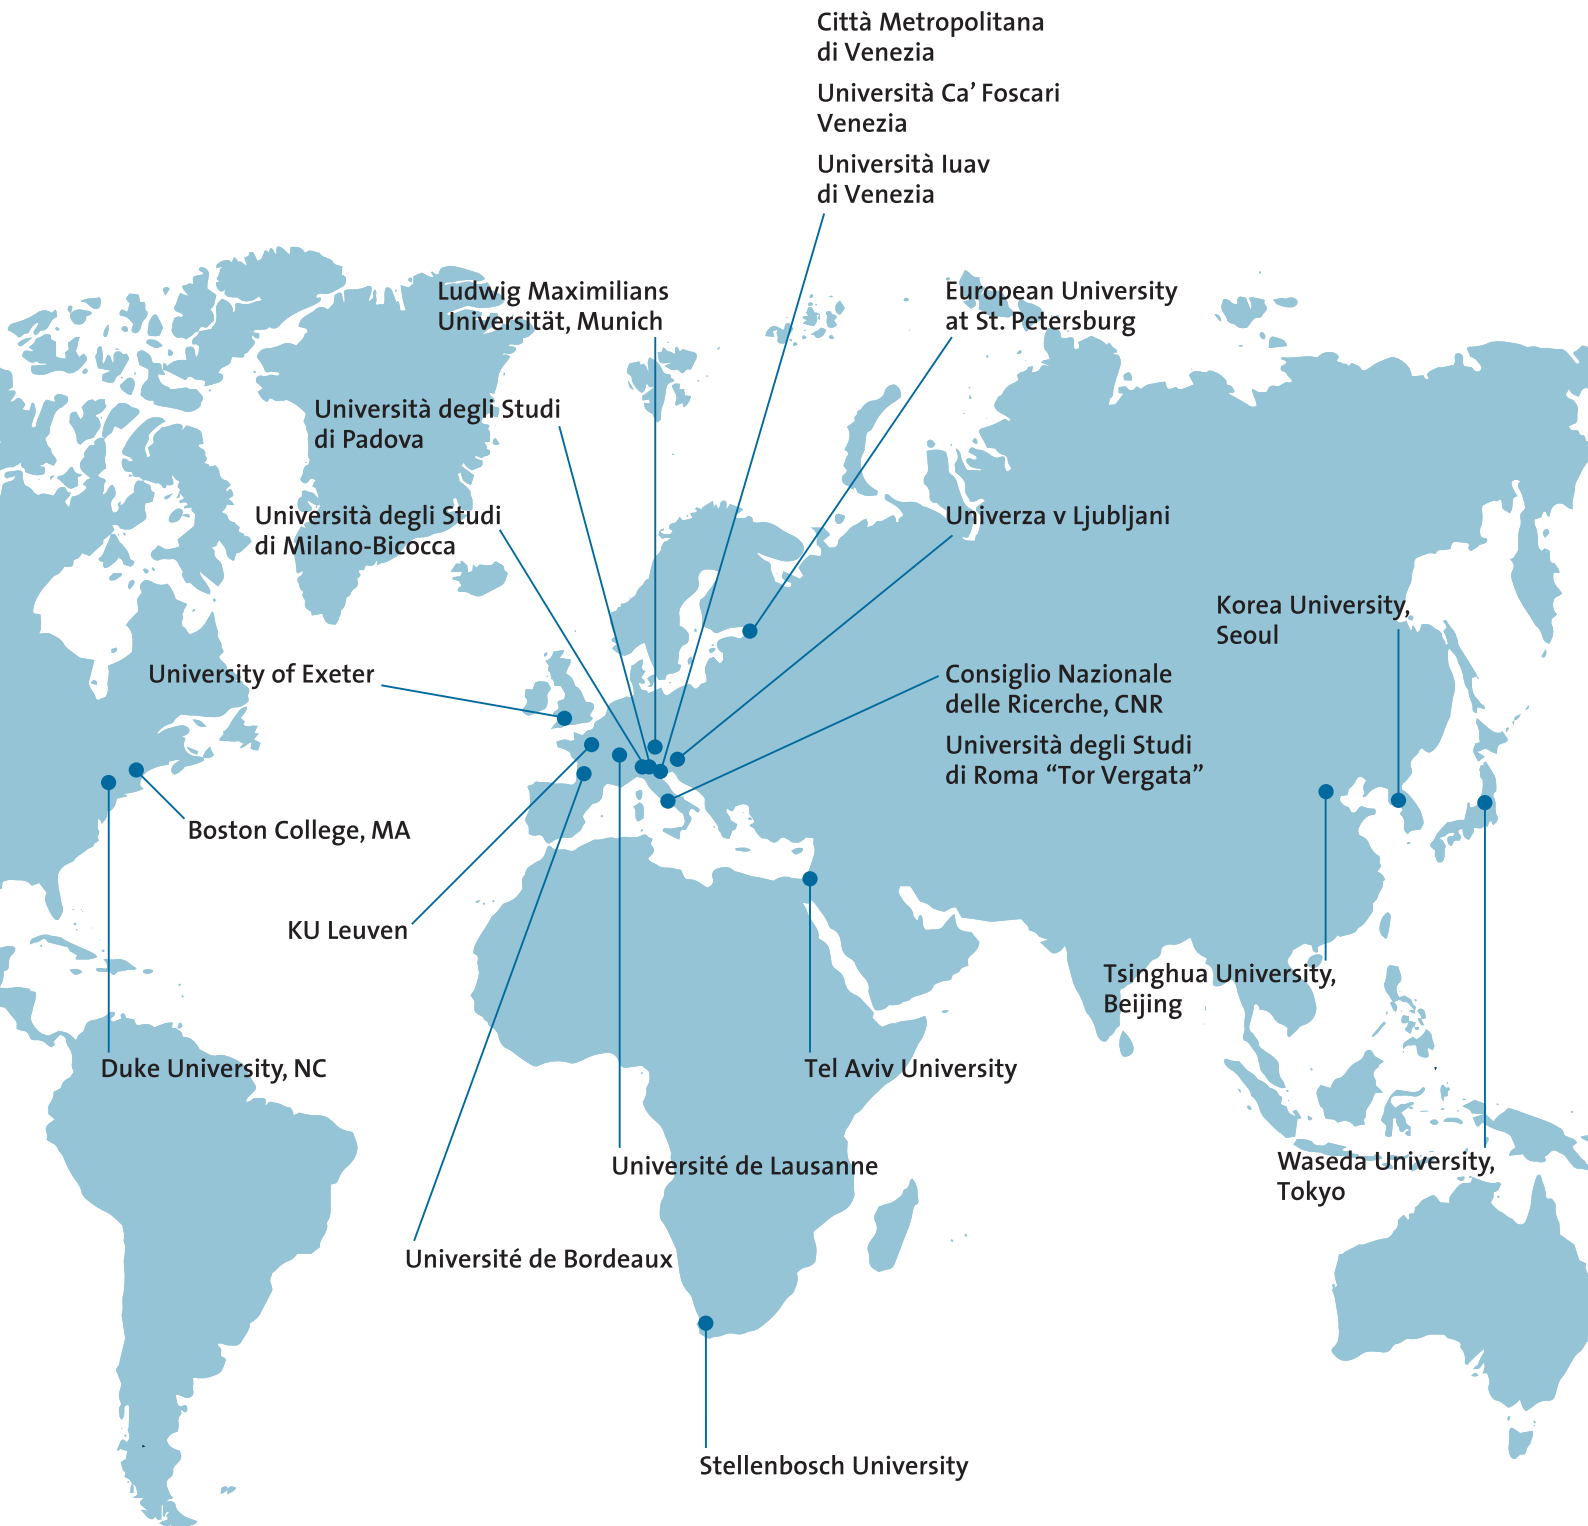 Città Metropolitana
di Venezia
Università Ca’ Foscari
Venezia
Università Iuav
di Venezia
Ludwig Maximilians
Universität, Munich
European University
at St. Petersburg
Università degli Studi
di Padova
Università degli Studi
di Milano-Bicocca
Univerza v Ljubljani
Korea University,
Seoul
University of Exeter
Consiglio Nazionale
delle Ricerche, CNR
Università degli Studi
di Roma “Tor Vergata”
Boston College, MA
KU Leuven
Tsinghua University,
Beijing
Duke University, NC
Tel Aviv University
Université de Lausanne
Waseda University,
Tokyo
Université de Bordeaux
Stellenbosch University